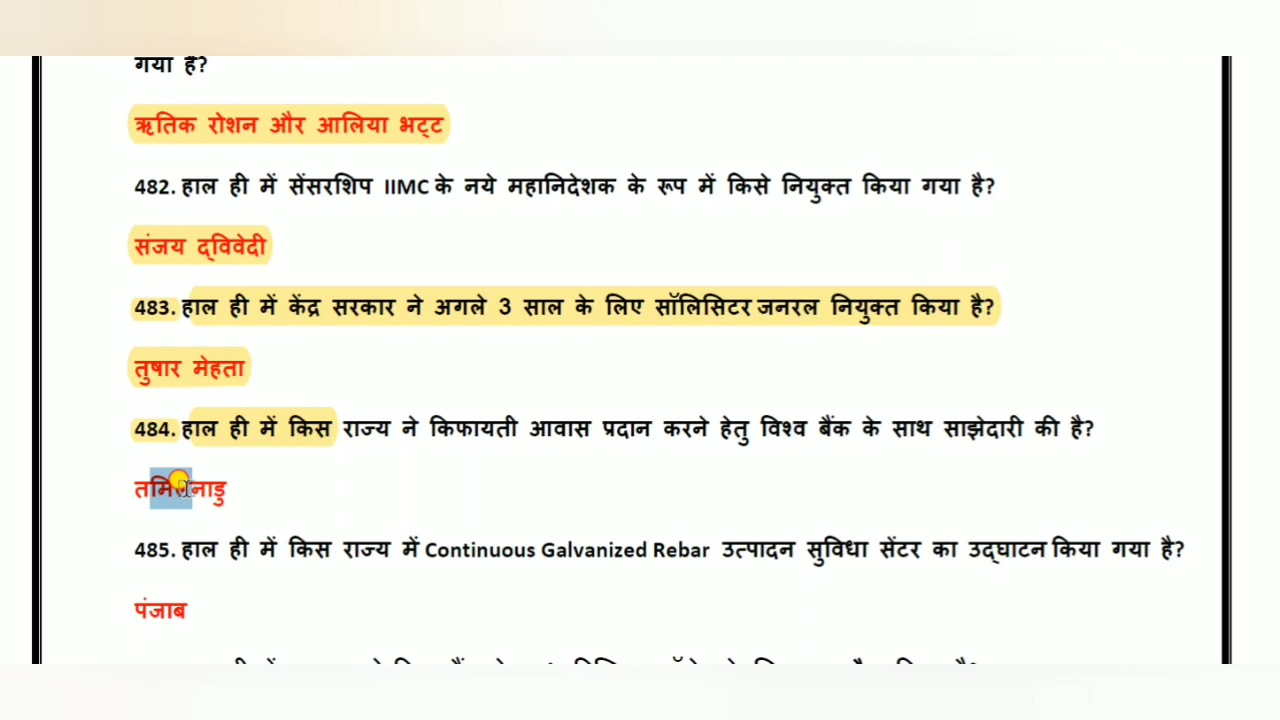 गया है?
ऋतिक रोशन और आलिया भट्ट
482. हाल ही में सेंसरशिप IIMC के नये महानिदेशक के रूप में किसे नियुक्त किया गया है?
संजय द्विवेदी
483. हाल ही में केंद्र सरकार ने अगले 3 साल के लिए सॉलिसिटर जनरल नियुक्त किया है?
तुषार मेहता
484. हाल ही में किस राज्य ने किफायती आवास प्रदान करने हेतु विश्व बैंक के साथ साझेदारी की है?
तमिलनाडु
485. हाल ही में किस राज्य में Continuous Galvanized Rebar उत्पादन सुविधा सेंटर का उद्घाटन किया गया है?
पंजाब